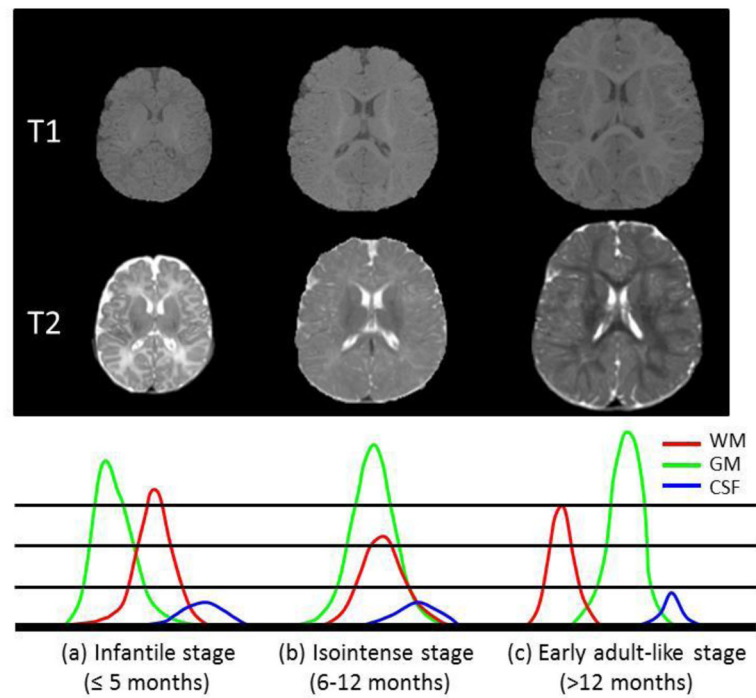 T1
T2
WM
GM
CSF
(a) Infantile stage
(≤ 5 months)
(b) Isointense stage
(6-12 months)
(c) Early adult-like stage
(>12 months)